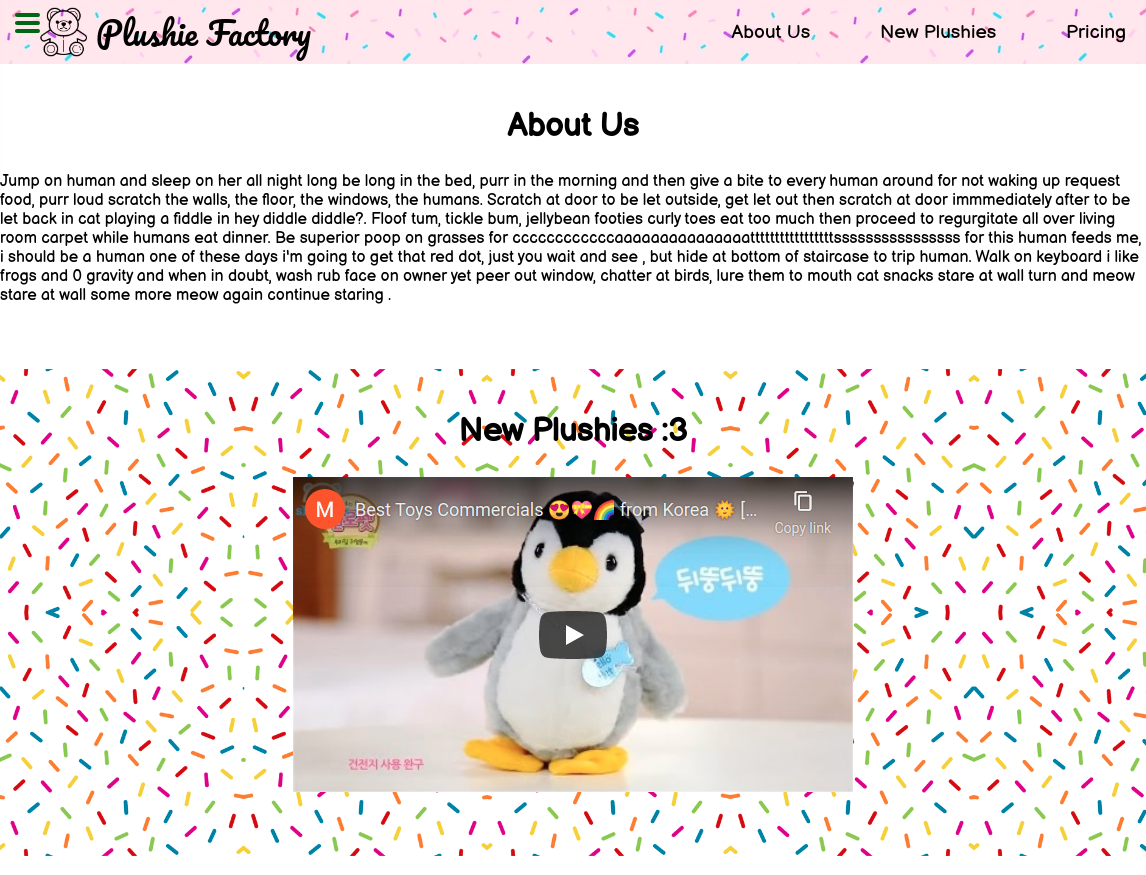 Plushie Factory
About Us
New Plushies
Pricing
About Us
Jump on human and sleep on her all night long be long in the bed, purr in the morning and then give a bite to every human around for not waking up request
food, purr loud scratch the walls, the floor, the windows, the humans. Scratch at door to be let outside, get let out then scratch at door immmediately after to be
let back in cat playing a fiddle in hey diddle diddle?. Floof tum, tickle bum, jellybean footies curly toes eat too much then proceed to regurgitate all over living
room carpet while humans eat dinner. Be superior poop on grasses for ccccccccccccaaaaaaaaaaaaaaatttttttttttttttttssssssssssssssss for this human feeds me,
i should be a human one of these days i'm going to get that red dot, just you wait and see , but hide at bottom of staircase to trip human. Walk on keyboard i like
frogs and 0 gravity and when in doubt, wash rub face on owner yet peer out window, chatter at birds, lure them to mouth cat snacks stare at wall turn and meow
stare at wall some more meow again continue staring .
New Plushies :3
M
Best Toys Commercials 😍💝🌈 from Korea 🌞 [...
Copy link
뒤뚱뒤뚱
건전지 사용 완구